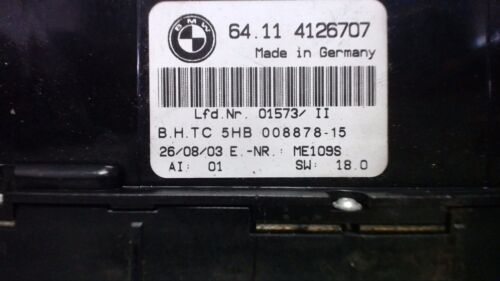 BMW
64.11 4126707
Made in Germany
Lfd.Nr. 01573/ II
B.H.TC 5HB 008878-15
26/08/03 E.-NR.: ME109S
AI: 01 SW: 18.0